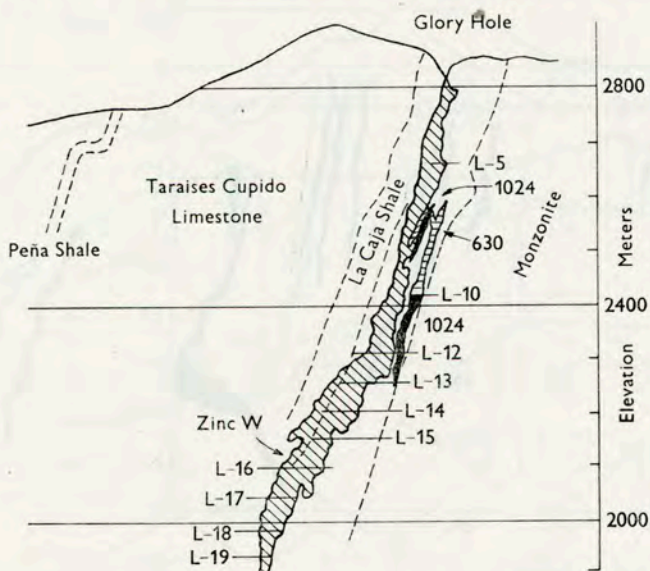 Glory Hole
2800
L-5
1024
Taraises Cupido
Limestone
La Caja Shale
Monzonite
Meters
Peña Shale
630
L-10
2400
1024
L-12
L-13
Elevation
L-14
Zinc W
L-15
L-16
L-17
2000
L-18
L-19